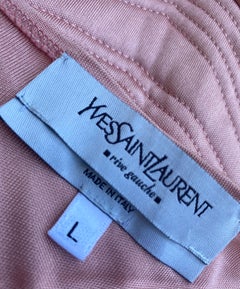 YVESSAINTLAURENT
rive gauche
MADE IN ITALY
L